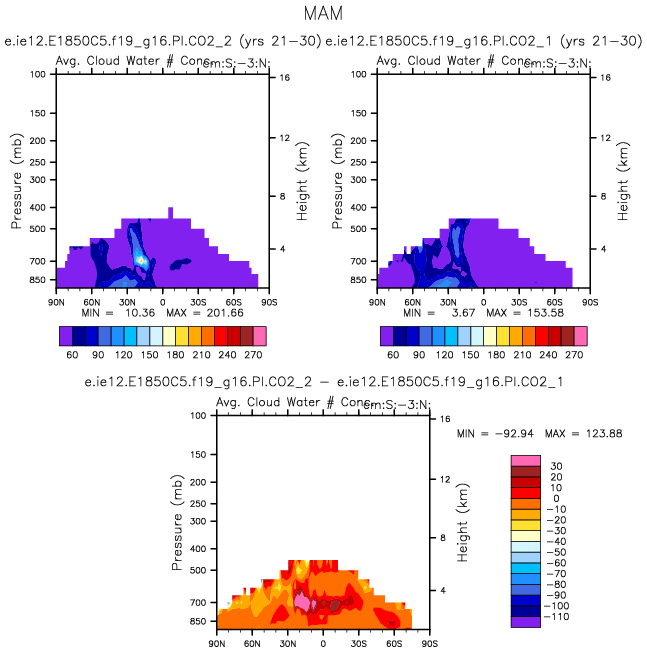 MAM
e.ie12.E1850C5.f19_g16.PI.CO2_2 (yrs 21-30) e.ie12.E1850C5.f19_g16.PI.CO2_1 (yrs 21-30)
Avg. Cloud Water # Conc. cm:S:-3:N: Avg. Cloud Water # Conc. cm:S:-3:N:
100 16 100 16
150 150
12 12
200 200
250 250
300 300
8 8
400 400
500 500
4 4
700 700
850 850
Pressure (mb) Height (km) Pressure (mb) Height (km)
90N 60N 30N 0 30S 60S 90S 90N 60N 30N 0 30S 60S 90S
MIN = 10.36 MAX = 201.66 MIN = 3.67 MAX = 153.58
60 90 120 150 180 210 240 270 60 90 120 150 180 210 240 270
e.ie12.E1850C5.f19_g16.PI.CO2_2 - e.ie12.E1850C5.f19_g16.PI.CO2_1
Avg. Cloud Water # Conc. cm:S:-3:N:
MIN = -92.94 MAX = 123.88
100 16
150
12
200
250
300
8
400
500
4
700
850
Pressure (mb) Height (km)
90N 60N 30N 0 30S 60S 90S
30
20
10
0
-10
-20
-30
-40
-50
-60
-70
-80
-90
-100
-110